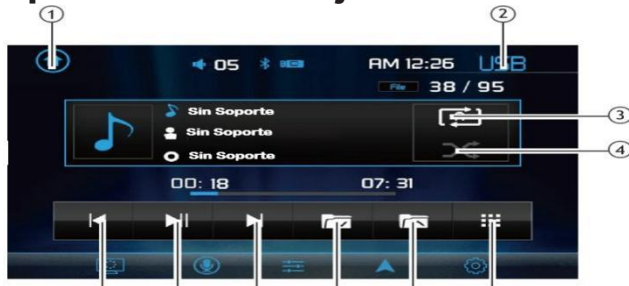 ① ②
05 AM 12:26 USB
File 38 / 95
Sin Soporte ③
Sin Soporte ④
Sin Soporte
00: 18 07: 31